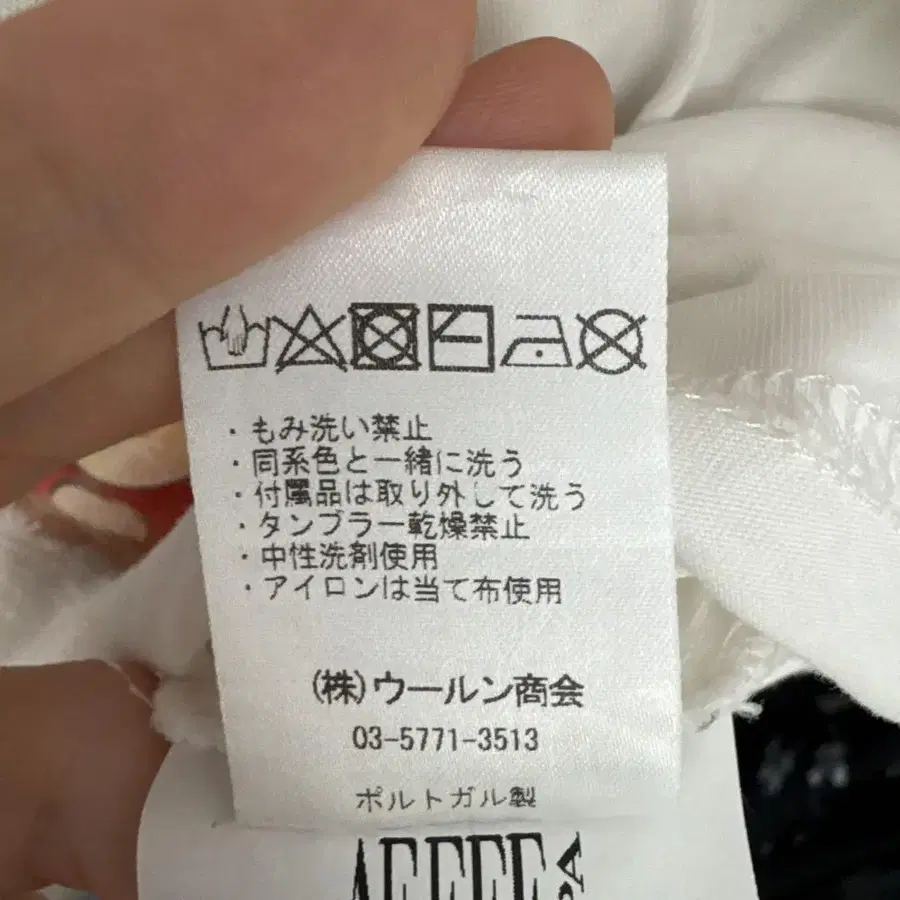 ・もみ洗い禁止
・同系色と一緒に洗う
・付属品は取り外して洗う
・タンブラー乾燥禁止
・中性洗剤使用
・アイロンは当て布使用
(株)ウールン商会
03-5771-3513
ポルトガル製
AEFFE